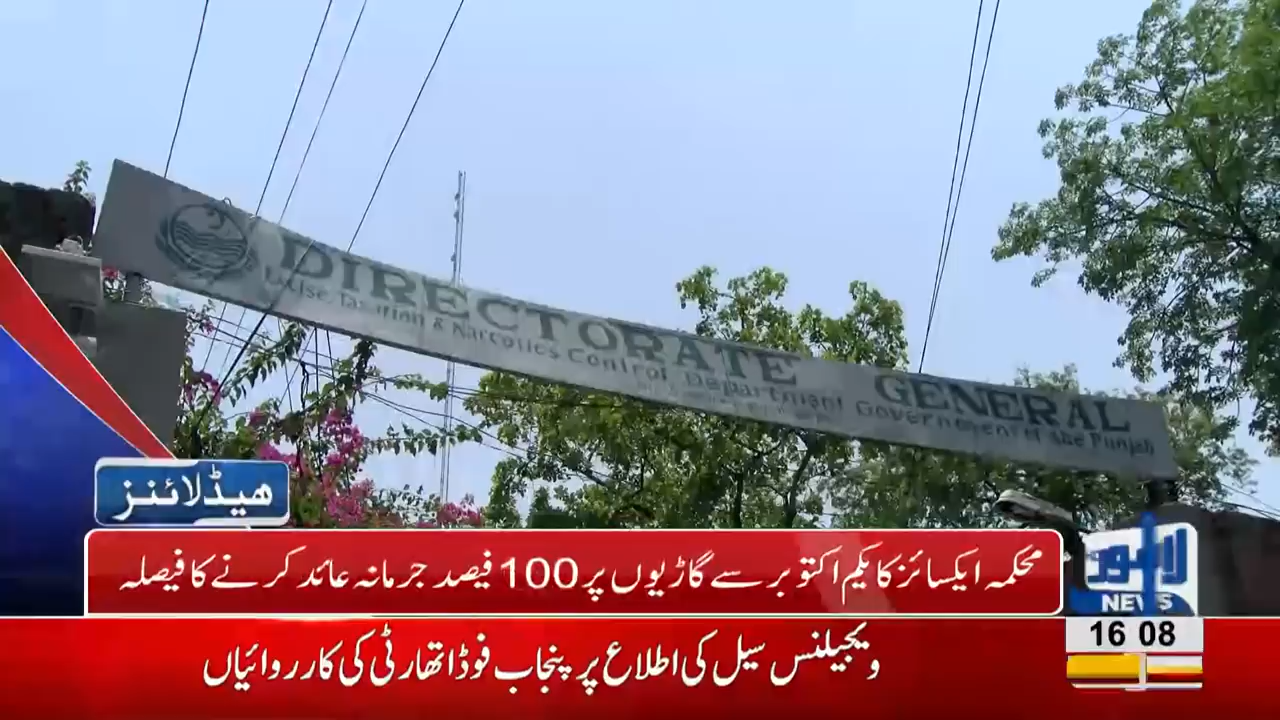 DIRECTORATE GENERAL
Excise, Taxation & Narcotics Control, Department Government of the Punjab
ھیڈلائنز
محکمہ ایکسائز کا یکم اکتوبر سے گاڑیوں پر 100 فیصد جرمانہ عائد کرنے کا فیصلہ
لاہور
NEWS
16 08
ویجیلنس سیل کی اطلاع پر پنجاب فوڈ اتھارٹی کی کارروائیاں